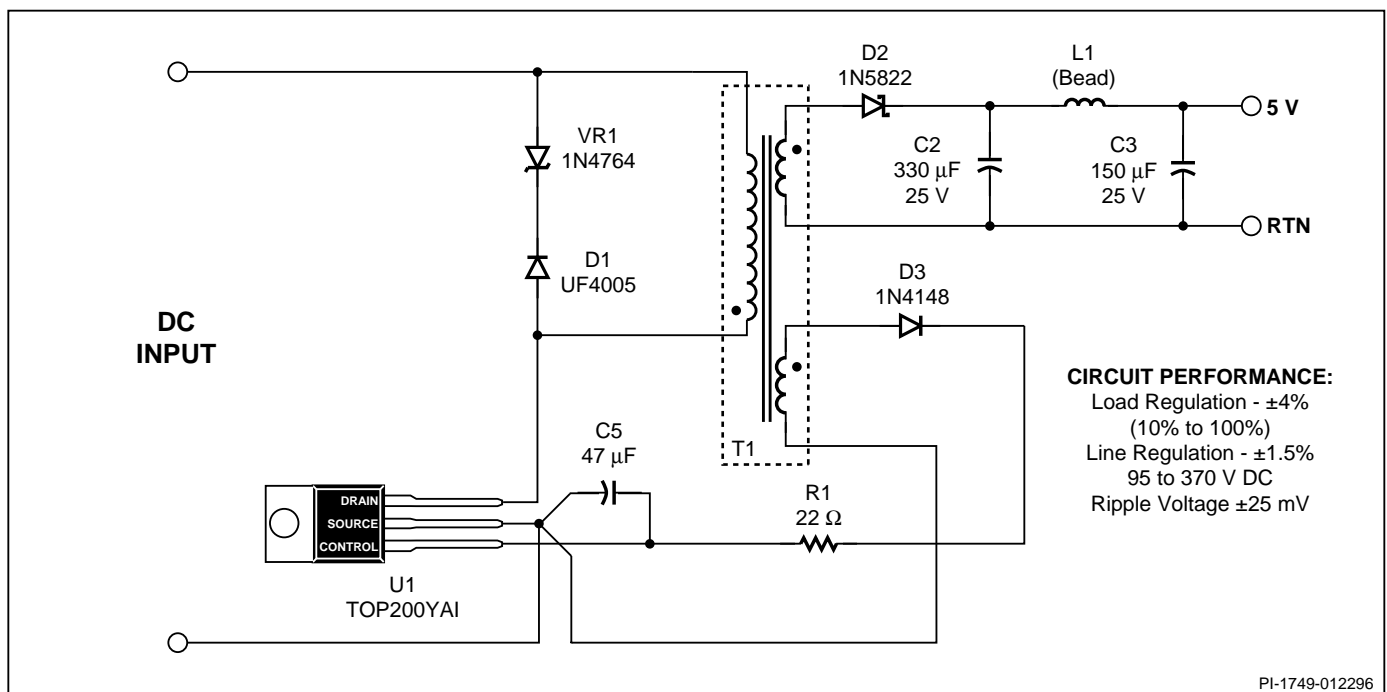 D2
1N5822
L1
(Bead)
5 V
VR1
1N4764
C2
330 µF
25 V
C3
150 µF
25 V
RTN
D1
UF4005
D3
1N4148
DC
INPUT
CIRCUIT PERFORMANCE:
Load Regulation - ±4%
(10% to 100%)
Line Regulation - ±1.5%
95 to 370 V DC
Ripple Voltage ±25 mV
T1
C5
47 µF
R1
22 Ω
DRAIN
SOURCE
CONTROL
U1
TOP200YAI
PI-1749-012296